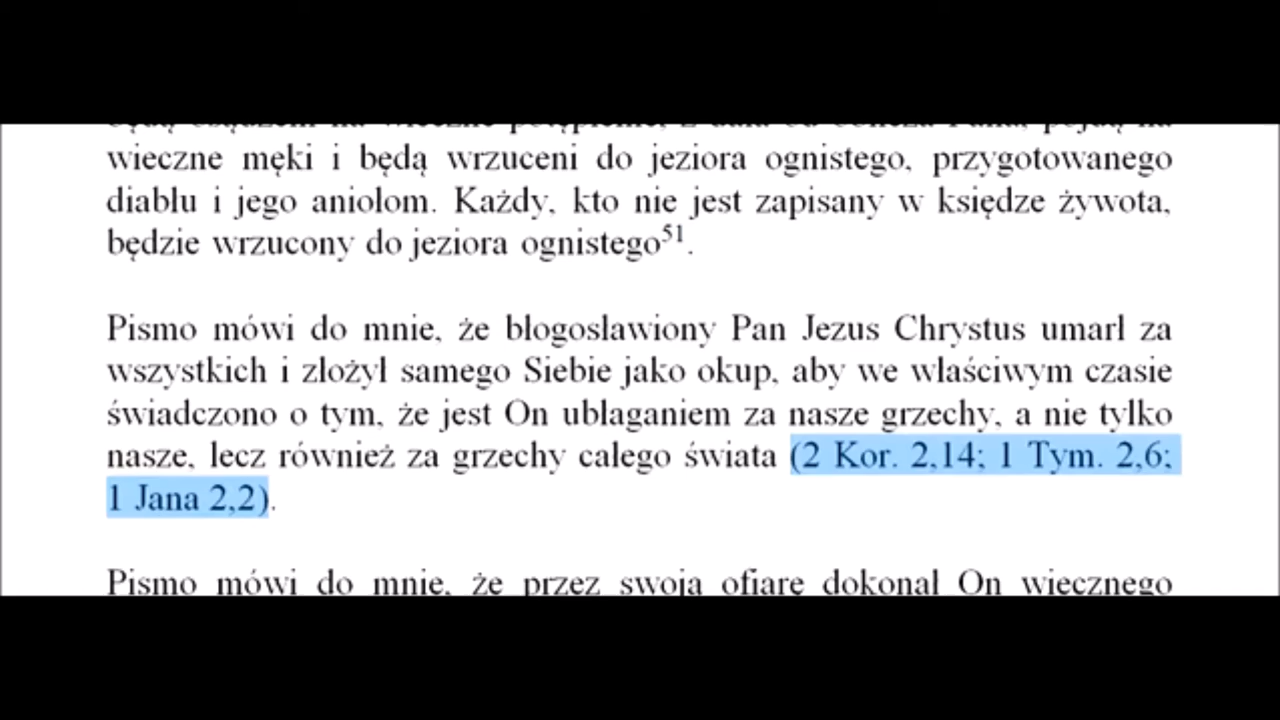 wieczne męki i będą wrzuceni do jeziora ognistego, przygotowanego
diabłu i jego aniołom. Każdy, kto nie jest zapisany w księdze żywota,
będzie wrzucony do jeziora ognistego51.
Pismo mówi do mnie, że błogosławiony Pan Jezus Chrystus umarł za
wszystkich i złożył samego Siebie jako okup, aby we właściwym czasie
świadczono o tym, że jest On ubłaganiem za nasze grzechy, a nie tylko
nasze, lecz również za grzechy całego świata (2 Kor. 2,14; 1 Tym. 2,6;
1 Jana 2,2).
Pismo mówi do mnie, że przez swoją ofiarę dokonał On wiecznego